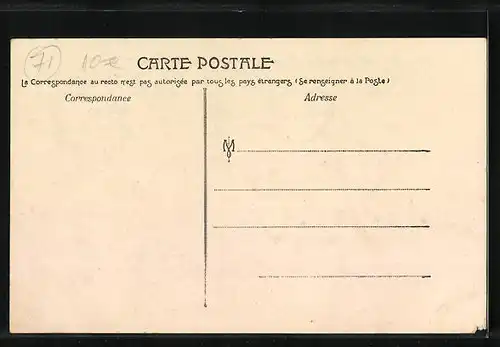 71 10€
CARTE POSTALE
La Correspondance au recto n'est pas autorisée par tous les pays étrangers (Se renseigner à la Poste)
Correspondance Adresse
M